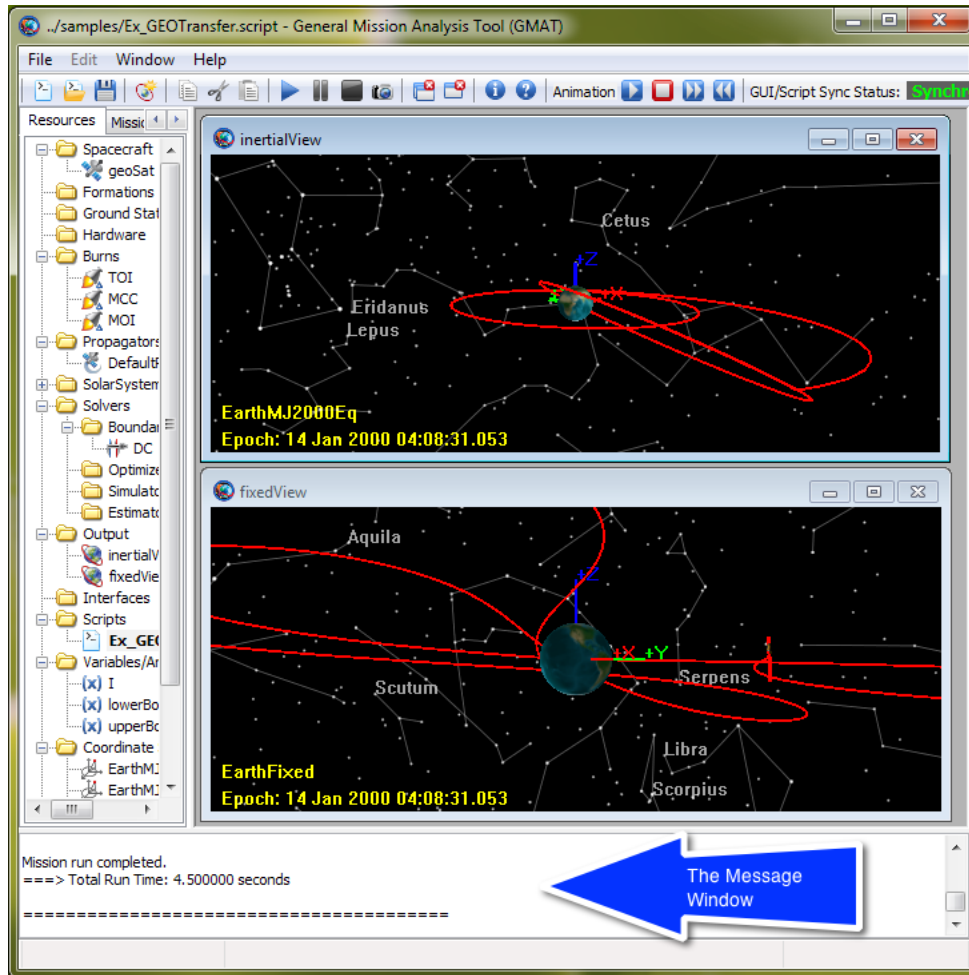 ../samples/Ex_GEOTransfer.script - General Mission Analysis Tool (GMAT)
File Edit Window Help
Animation GUI/Script Sync Status: Synchr
Resources Missic
Spacecraft
geoSat
Formations
Ground Stat
Hardware
Burns
TOI
MCC
MOI
Propagators
DefaultP
SolarSystem
Solvers
Boundar
DC
Optimize
Simulato
Estimato
Output
inertialV
fixedVie
Interfaces
Scripts
Ex_GEO
Variables/Ar
(x) I
(x) lowerBo
(x) upperBo
Coordinate
EarthMJ
EarthMJ
inertialView
Cetus
+Z
+X
Eridanus
Lepus
EarthMJ2000Eq
Epoch: 14 Jan 2000 04:08:31.053
fixedView
Aquila
+Z
+X +Y
Serpens
Scutum
Libra
Scorpius
EarthFixed
Epoch: 14 Jan 2000 04:08:31.053
Mission run completed.
===> Total Run Time: 4.500000 seconds
========================================
The Message
Window